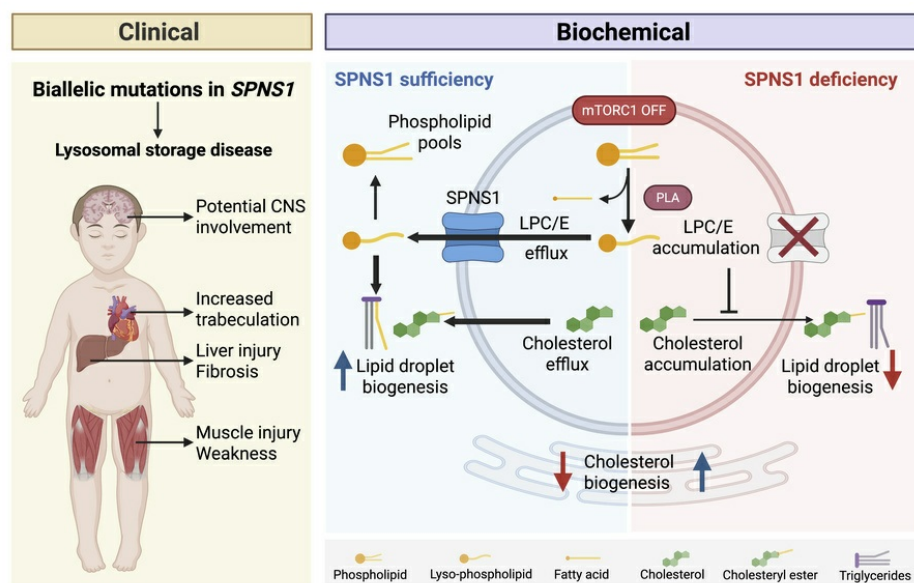 Clinical
Biallelic mutations in SPNS1
Lysosomal storage disease
Potential CNS
involvement
Increased
trabeculation
Liver injury
Fibrosis
Muscle injury
Weakness
Biochemical
SPNS1 sufficiency
SPNS1 deficiency
mTORC1 OFF
Phospholipid
pools
PLA
SPNS1
LPC/E
efflux
LPC/E
accumulation
Cholesterol
efflux
Cholesterol
accumulation
Lipid droplet
biogenesis
Lipid droplet
biogenesis
Cholesterol
biogenesis
Phospholipid
Lyso-phospholipid
Fatty acid
Cholesterol
Cholesteryl ester
Triglycerides